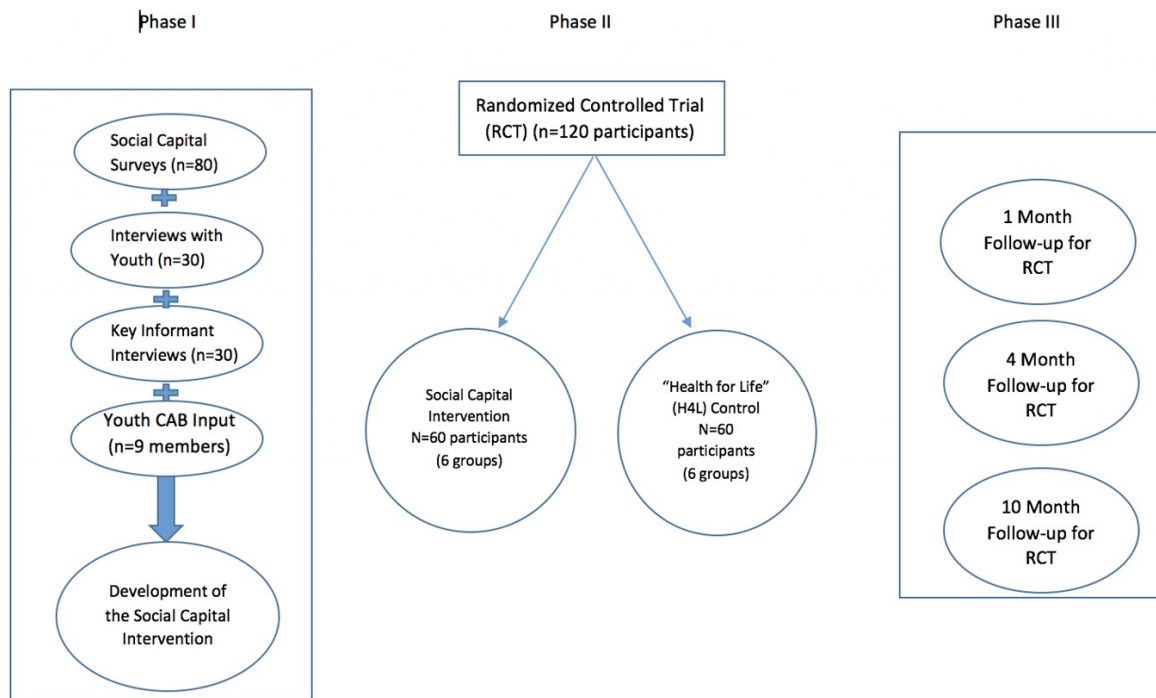 Phase I
Phase II
Phase III
Social Capital
Surveys (n=80)
Interviews with
Youth (n=30)
Key Informant
Interviews (n=30)
Youth CAB Input
(n=9 members)
Development of
the Social Capital
Intervention
Randomized Controlled Trial
(RCT) (n=120 participants)
Social Capital
Intervention
N=60 participants
(6 groups)
“Health for Life”
(H4L) Control
N=60
participants
(6 groups)
1 Month
Follow-up for
RCT
4 Month
Follow-up for
RCT
10 Month
Follow-up for
RCT